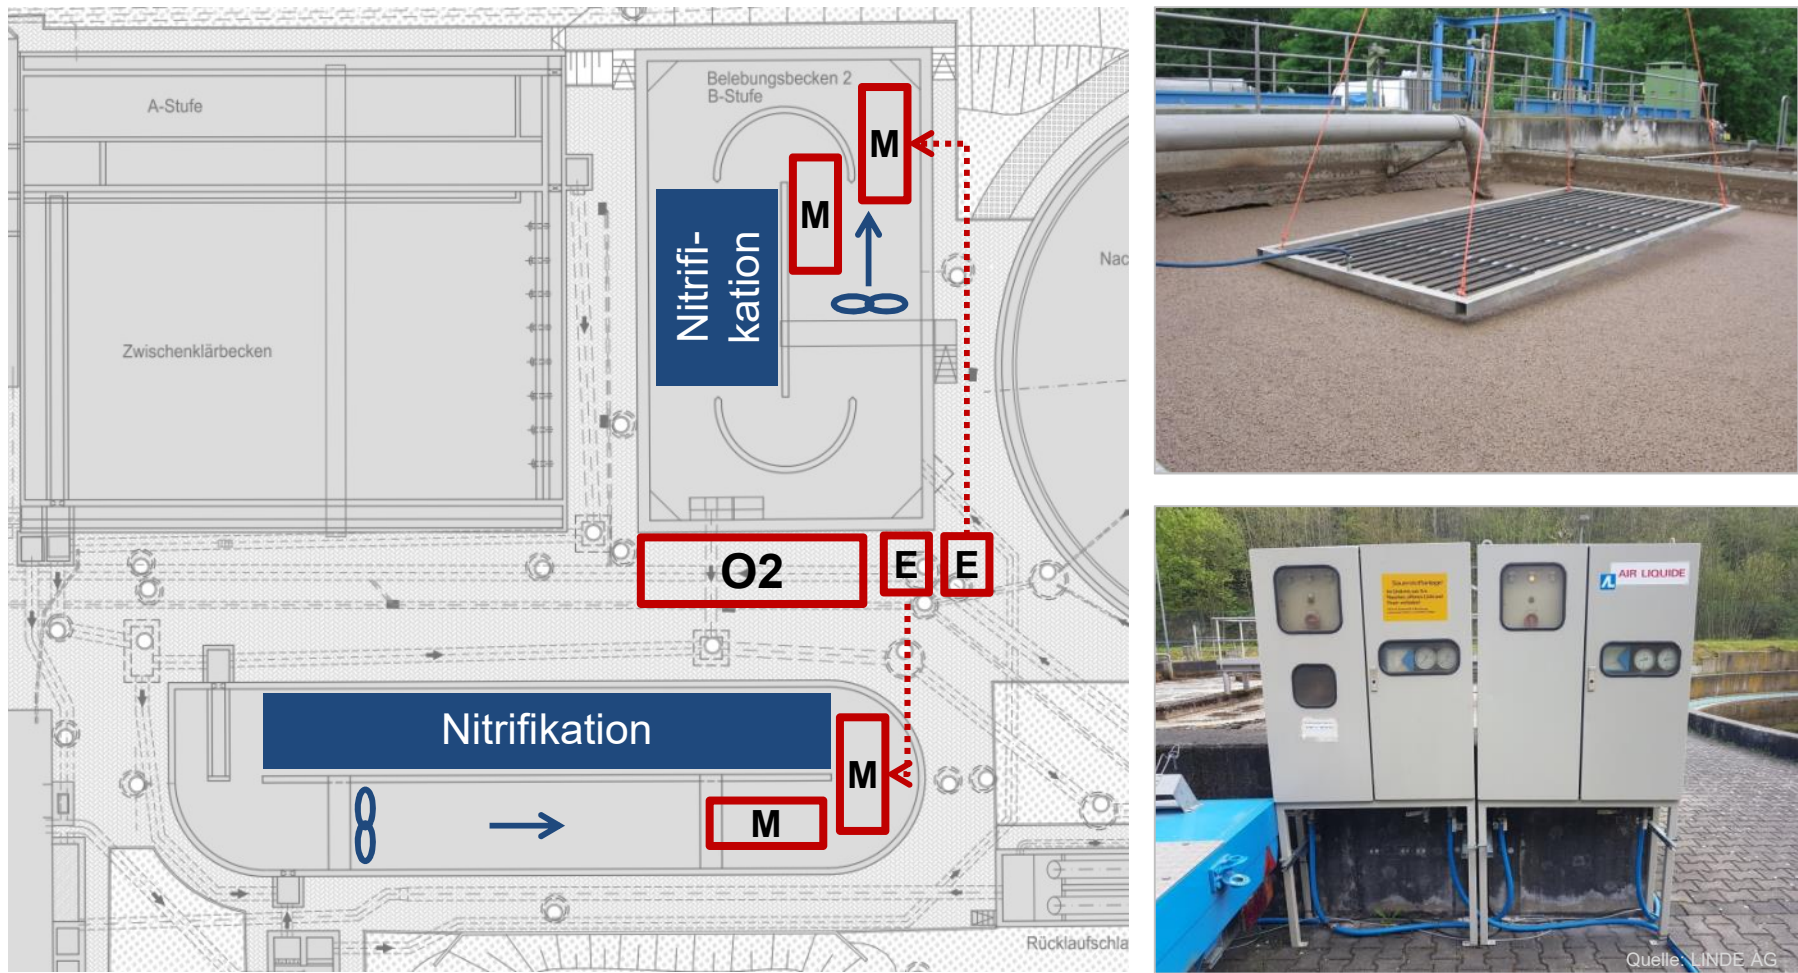 A-Stufe
Zwischenklärbecken
Belebungsbecken 2
B-Stufe
M
M
Nitrifi-
kation
Nac
O2
E
E
Nitrifikation
M
M
Rücklaufschla
AIR LIQUIDE
Quelle: LINDE AG